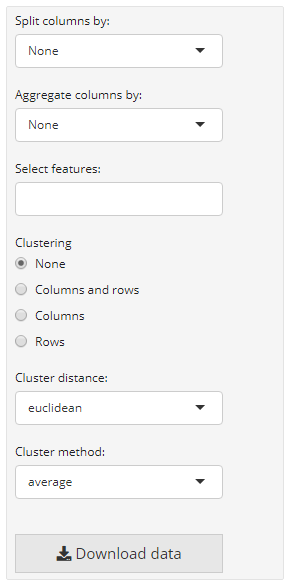 Split columns by:
None
Aggregate columns by:
None
Select features:
Clustering
None
Columns and rows
Columns
Rows
Cluster distance:
euclidean
Cluster method:
average
Download data